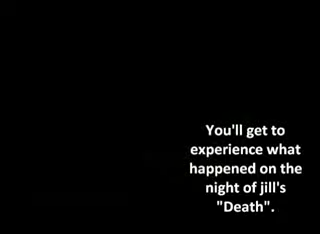 You'll get to
experience what
happened on the
night of jill's
"Death".